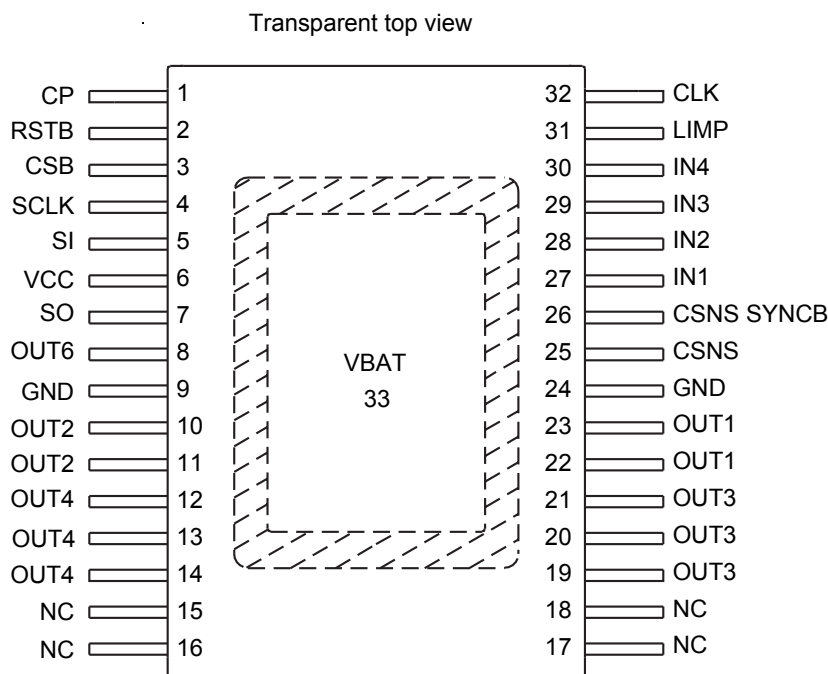 Transparent top view
CP 1 32 CLK
RSTB 2 31 LIMP
CSB 3 30 IN4
SCLK 4 29 IN3
SI 5 28 IN2
VCC 6 27 IN1
SO 7 26 CSNS SYNCB
OUT6 8 25 CSNS
GND 9 24 GND
OUT2 10 23 OUT1
OUT2 11 22 OUT1
OUT4 12 21 OUT3
OUT4 13 20 OUT3
OUT4 14 19 OUT3
NC 15 18 NC
NC 16 17 NC
VBAT
33